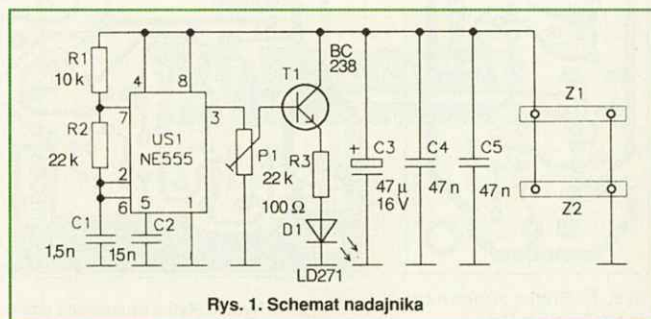 R1
10k
R2
22k
C1
1,5n
4
8
7
3
2
6
5
1
US1
NE555
C2
15n
P1
22k
T1
BC
238
R3
100Ω
D1
LD271
+
C3
47µ
16V
C4
47n
C5
47n
Z1
Z2
Rys. 1. Schemat nadajnika